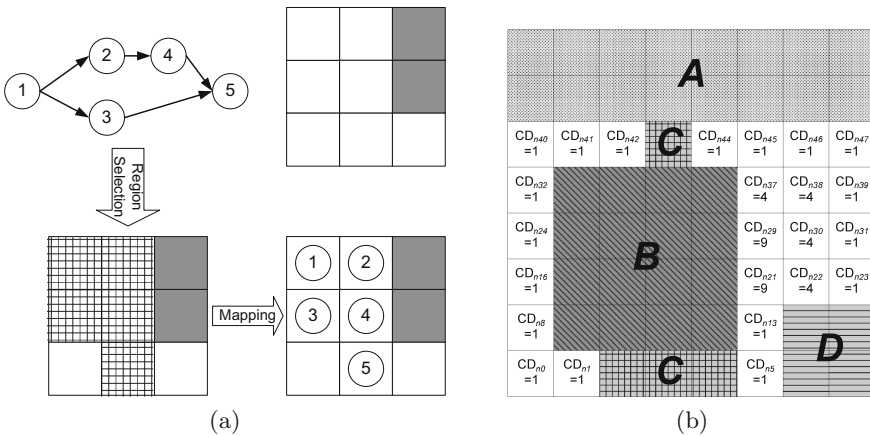 1
2
4
3
5
Region
Selection
1
2
Mapping
3
4
5
(a)
A
CDn40 CDn41 CDn42 C CDn44 CDn45 CDn46 CDn47
=1 =1 =1 =1 =1 =1 =1
CDn32 CDn37 CDn38 CDn39
=1 =4 =4 =1
CDn24 B CDn29 CDn30 CDn31
=1 =9 =4 =1
CDn16 CDn21 CDn22 CDn23
=1 =9 =4 =1
CDn8 CDn13 D
=1 =1
CDn0 CDn1 C CDn5
=1 =1 =1
(b)